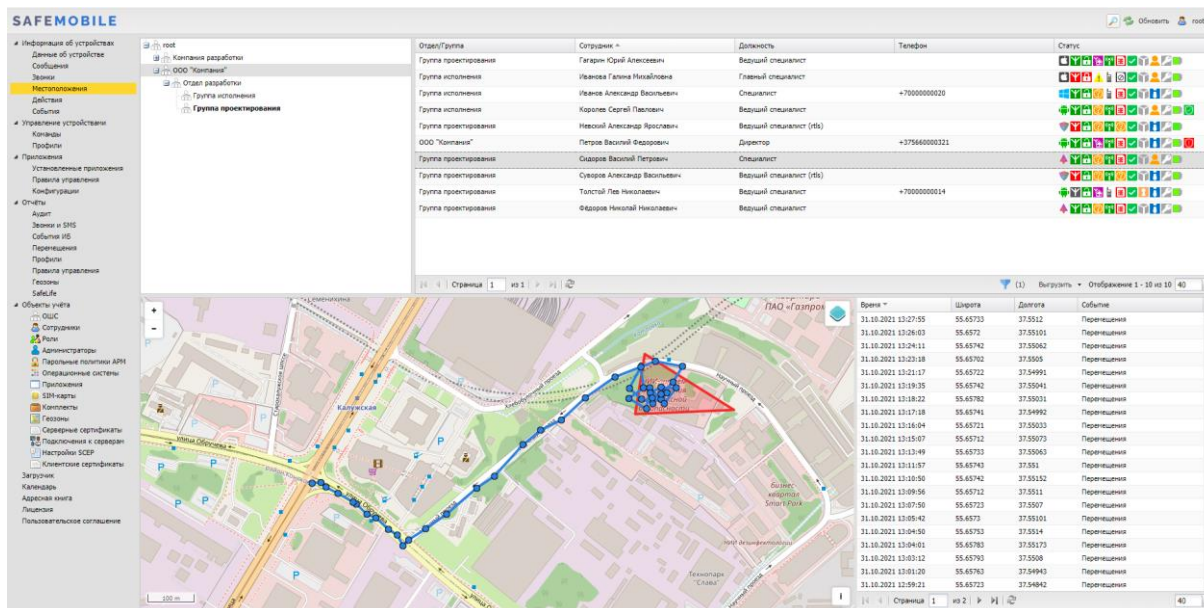 SAFEMOBILE
Обновить root
Информация об устройствах
Данные об устройстве
Сообщения
Звонки
Местоположения
Действия
События
Управление устройствами
Команды
Профили
Приложения
Установленные приложения
Правила управления
Конфигурации
Отчёты
Аудит
Звонки и SMS
События ИБ
Перемещения
Профили
Правила управления
Геозоны
SafeLife
Объекты учёта
ОШС
Сотрудники
Роли
Администраторы
Парольные политики АРМ
Операционные системы
Приложения
SIM-карты
Комплекты
Геозоны
Серверные сертификаты
Подключения к серверам
Настройки SCEP
Клиентские сертификаты
Загрузчик
Календарь
Адресная книга
Лицензия
Пользовательское соглашение
root
Компания разработки
ООО "Компания"
Отдел разработки
Группа исполнения
Группа проектирования
Отдел/Группа Сотрудник Должность Телефон Статус
Группа проектирования Гагарин Юрий Алексеевич Ведущий специалист
Группа исполнения Иванова Галина Михайловна Главный специалист
Группа исполнения Иванов Александр Васильевич Специалист +70000000020
Группа исполнения Королев Сергей Павлович Ведущий специалист
Группа проектирования Невский Александр Ярославич Ведущий специалист (rtls)
ООО "Компания" Петров Василий Федорович Директор +375660000321
Группа проектирования Сидоров Василий Петрович Специалист
Группа проектирования Суворов Александр Васильевич Ведущий специалист (rtls)
Группа проектирования Толстой Лев Николаевич Ведущий специалист +70000000014
Группа проектирования Фёдоров Николай Николаевич Ведущий специалист
Страница 1 из 1 (1) Выгрузить Отображение 1 - 10 из 10 40
+
-
ПАО «Газпром
Калужская
улица Обручева
Научный проезд
бизнес-
квартал
Smart Park
НИИ дезинфектологии
Технопарк
"Слава"
100 m
i
Время Широта Долгота Событие
31.10.2021 13:27:55 55.65733 37.5512 Перемещения
31.10.2021 13:26:03 55.6572 37.55101 Перемещения
31.10.2021 13:24:11 55.65742 37.55062 Перемещения
31.10.2021 13:23:18 55.65702 37.5505 Перемещения
31.10.2021 13:21:17 55.65722 37.54991 Перемещения
31.10.2021 13:19:35 55.65742 37.55041 Перемещения
31.10.2021 13:18:22 55.65782 37.55031 Перемещения
31.10.2021 13:17:18 55.65741 37.54992 Перемещения
31.10.2021 13:16:04 55.65721 37.55033 Перемещения
31.10.2021 13:15:07 55.65712 37.55073 Перемещения
31.10.2021 13:13:49 55.65733 37.55063 Перемещения
31.10.2021 13:11:57 55.65743 37.551 Перемещения
31.10.2021 13:10:50 55.65742 37.55152 Перемещения
31.10.2021 13:09:56 55.65712 37.5511 Перемещения
31.10.2021 13:07:50 55.65723 37.5507 Перемещения
31.10.2021 13:05:42 55.6573 37.55101 Перемещения
31.10.2021 13:04:50 55.65753 37.5514 Перемещения
31.10.2021 13:04:01 55.65783 37.55173 Перемещения
31.10.2021 13:03:12 55.65793 37.5508 Перемещения
31.10.2021 13:01:20 55.65763 37.54943 Перемещения
31.10.2021 12:59:21 55.65723 37.54842 Перемещения
Страница 1 из 2 40